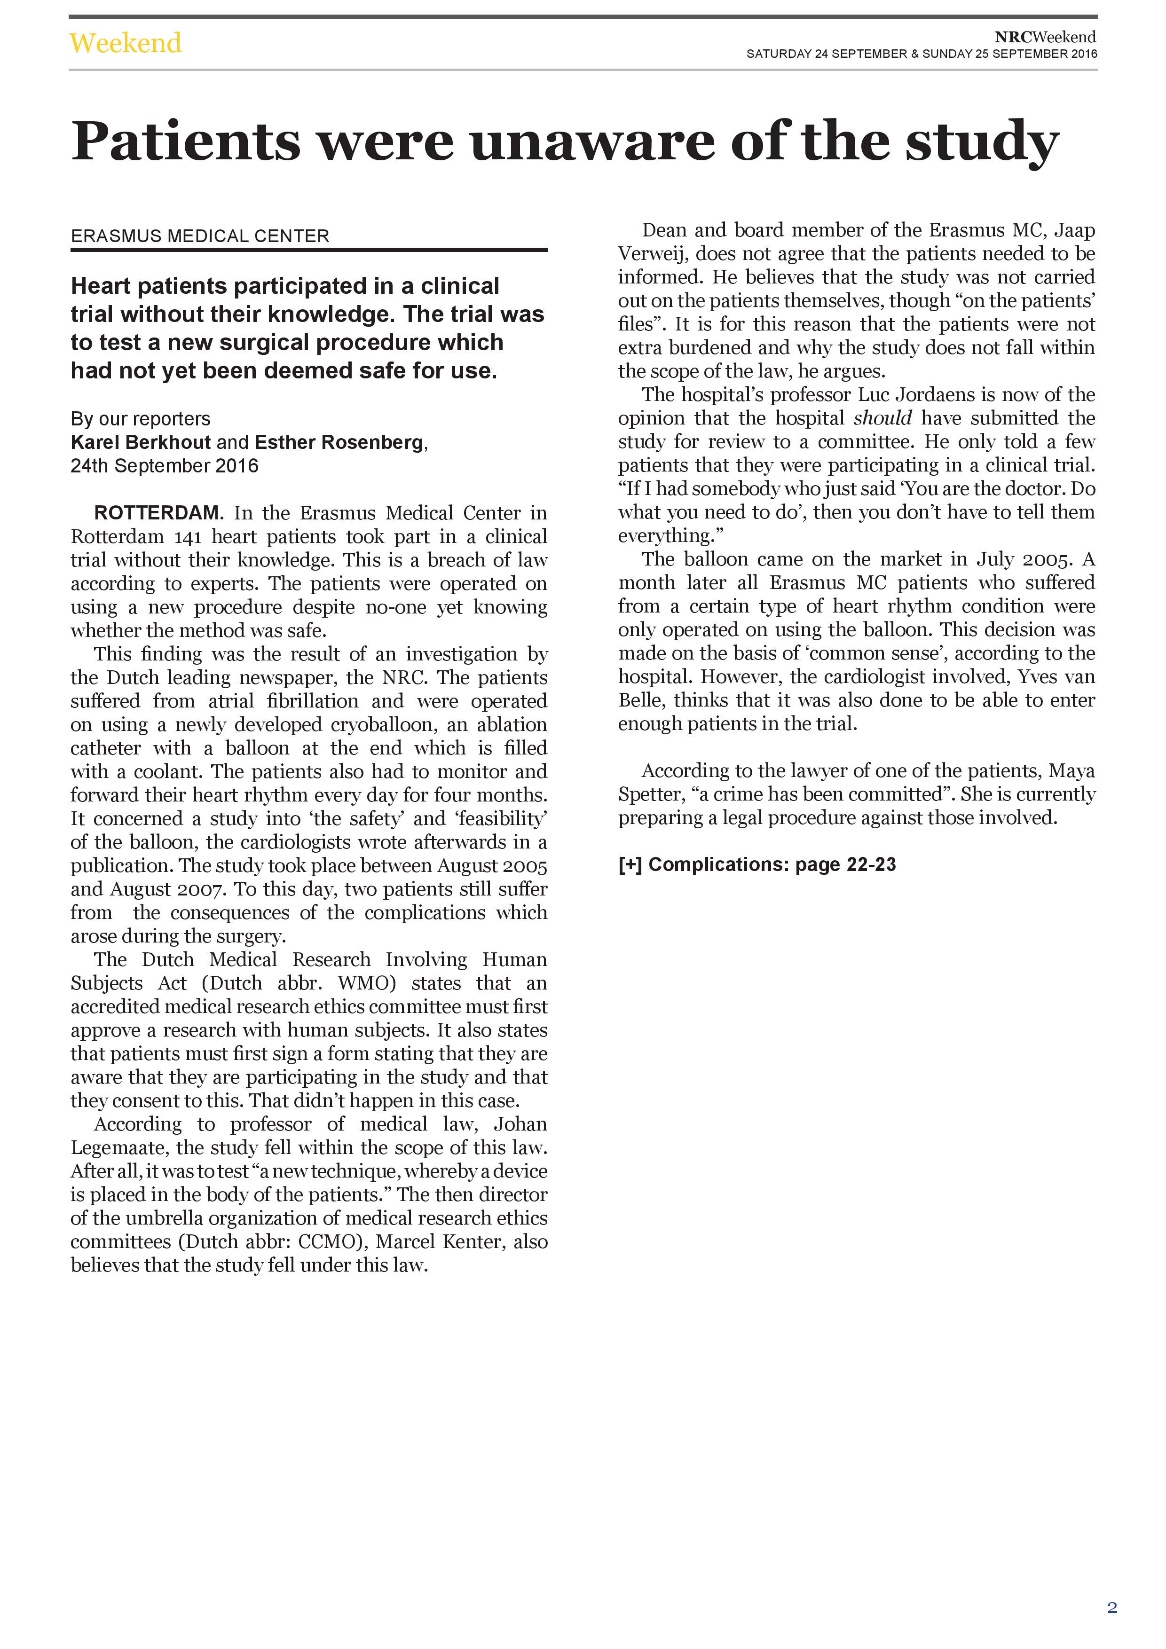 Weekend
NRCWeekend
SATURDAY 24 SEPTEMBER & SUNDAY 25 SEPTEMBER 2016
Patients were unaware of the study
ERASMUS MEDICAL CENTER
Heart patients participated in a clinical
trial without their knowledge. The trial was
to test a new surgical procedure which
had not yet been deemed safe for use.
By our reporters
Karel Berkhout and Esther Rosenberg,
24th September 2016
ROTTERDAM. In the Erasmus Medical Center in
Rotterdam 141 heart patients took part in a clinical
trial without their knowledge. This is a breach of law
according to experts. The patients were operated on
using a new procedure despite no-one yet knowing
whether the method was safe.
This finding was the result of an investigation by
the Dutch leading newspaper, the NRC. The patients
suffered from atrial fibrillation and were operated
on using a newly developed cryoballoon, an ablation
catheter with a balloon at the end which is filled
with a coolant. The patients also had to monitor and
forward their heart rhythm every day for four months.
It concerned a study into ‘the safety’ and ‘feasibility’
of the balloon, the cardiologists wrote afterwards in a
publication. The study took place between August 2005
and August 2007. To this day, two patients still suffer
from the consequences of the complications which
arose during the surgery.
The Dutch Medical Research Involving Human
Subjects Act (Dutch abbr. WMO) states that an
accredited medical research ethics committee must first
approve a research with human subjects. It also states
that patients must first sign a form stating that they are
aware that they are participating in the study and that
they consent to this. That didn’t happen in this case.
According to professor of medical law, Johan
Legemaate, the study fell within the scope of this law.
After all, it was to test “a new technique, whereby a device
is placed in the body of the patients.” The then director
of the umbrella organization of medical research ethics
committees (Dutch abbr: CCMO), Marcel Kenter, also
believes that the study fell under this law.
Dean and board member of the Erasmus MC, Jaap
Verweij, does not agree that the patients needed to be
informed. He believes that the study was not carried
out on the patients themselves, though “on the patients’
files”. It is for this reason that the patients were not
extra burdened and why the study does not fall within
the scope of the law, he argues.
The hospital’s professor Luc Jordaens is now of the
opinion that the hospital should have submitted the
study for review to a committee. He only told a few
patients that they were participating in a clinical trial.
“If I had somebody who just said ‘You are the doctor. Do
what you need to do’, then you don’t have to tell them
everything.”
The balloon came on the market in July 2005. A
month later all Erasmus MC patients who suffered
from a certain type of heart rhythm condition were
only operated on using the balloon. This decision was
made on the basis of ‘common sense’, according to the
hospital. However, the cardiologist involved, Yves van
Belle, thinks that it was also done to be able to enter
enough patients in the trial.
According to the lawyer of one of the patients, Maya
Spetter, “a crime has been committed”. She is currently
preparing a legal procedure against those involved.
[+] Complications: page 22-23
2